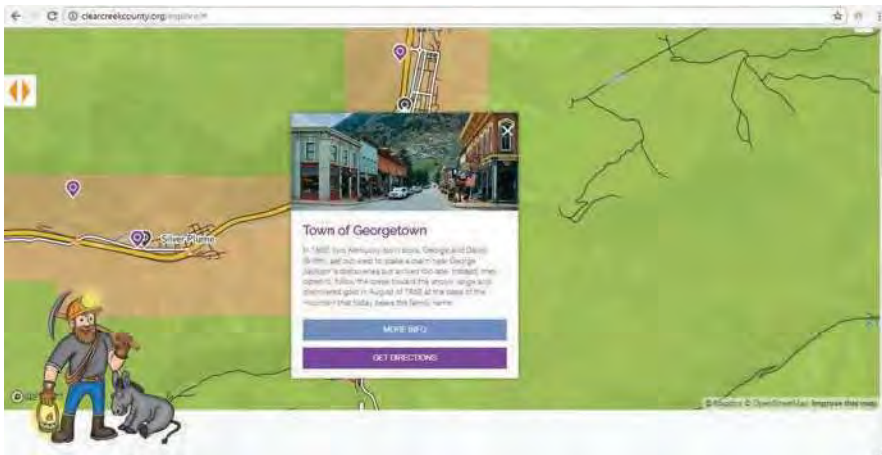 clearcreekcounty.org/explore/#
Silver Plume
Town of Georgetown
In 1859, two Kentucky-born sons, George and David
Griffith, set out west to stake a claim near George
Jackson's discoveries but arrived too late. Instead, they
opted to follow the creek toward the snowy range and
discovered gold in August of 1859 at the base of the
mountain that today bears the family name.
MORE INFO
GET DIRECTIONS
© Mapbox © OpenStreetMap Improve this map